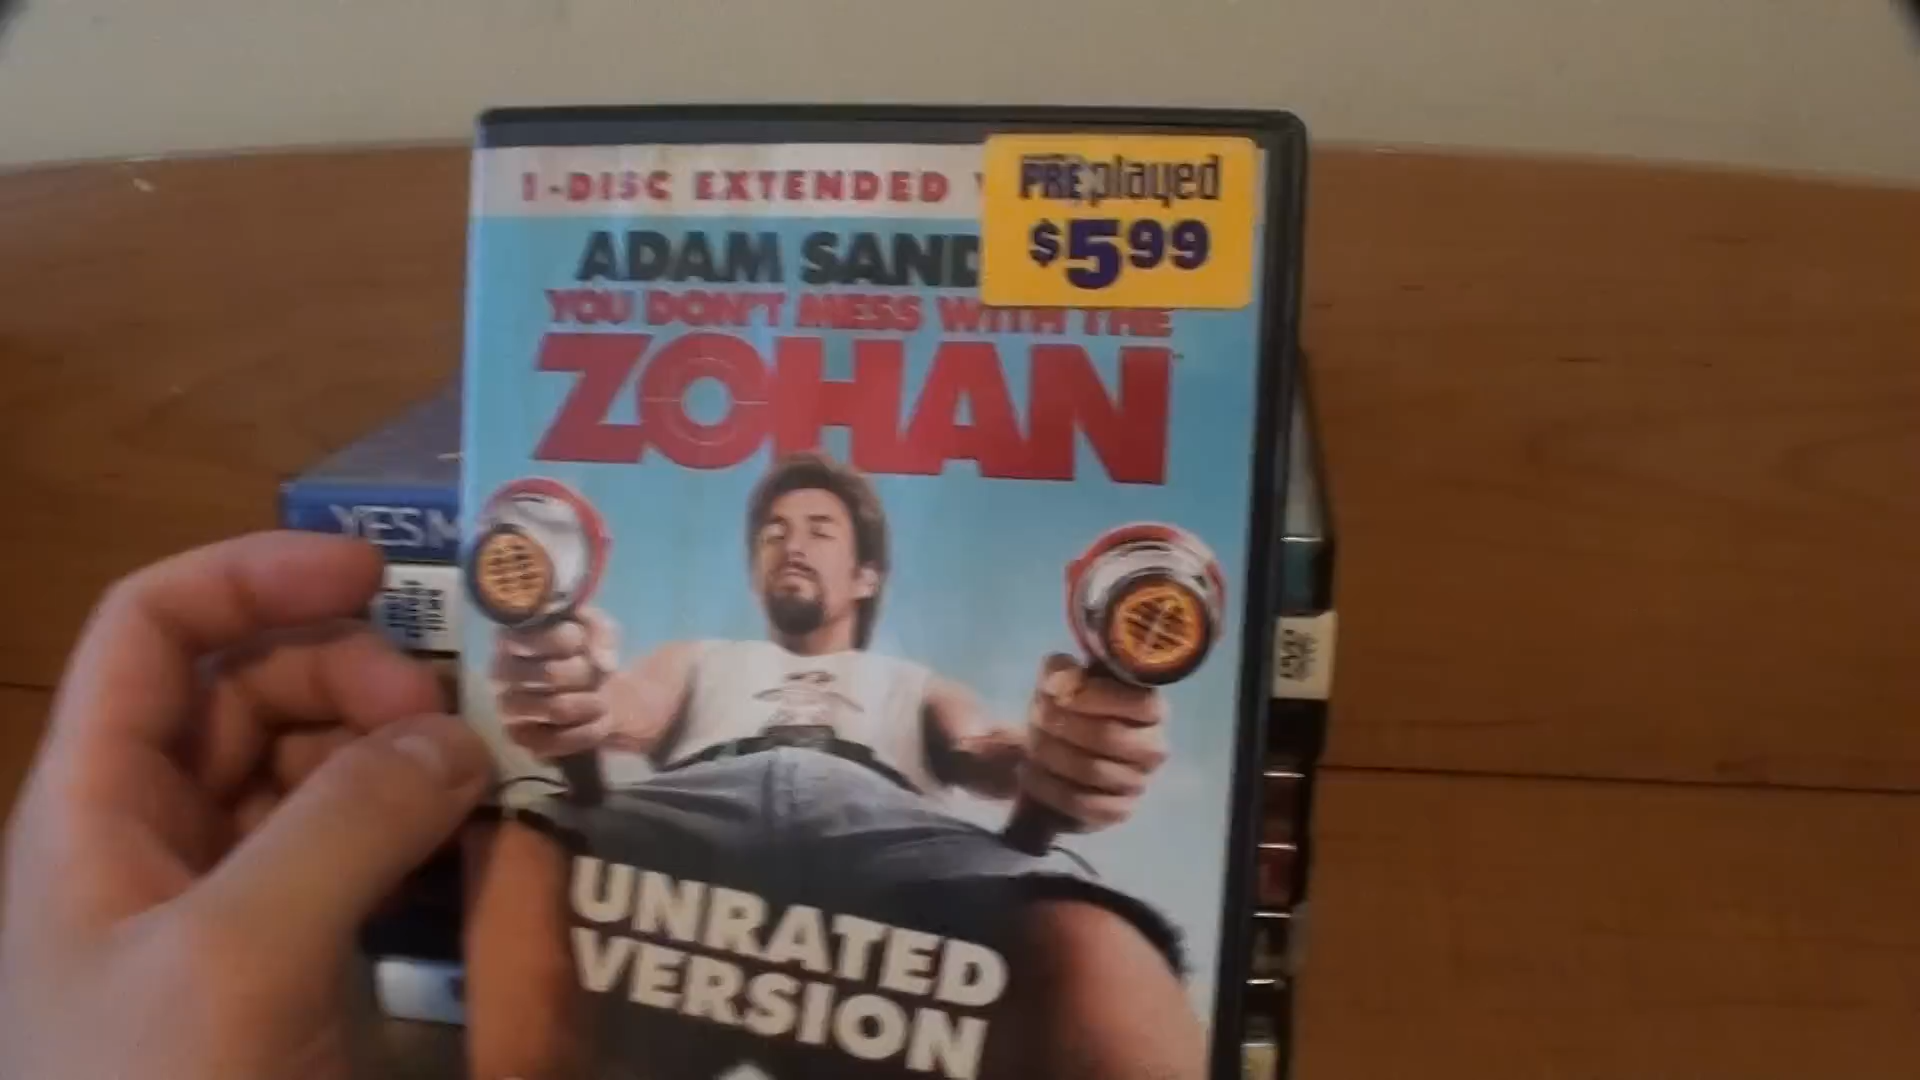 1-DISC EXTENDED
PREplayed
$5.99
ADAM SAND
YOU DON'T MESS WITH THE
ZOHAN
YES M
UNRATED
VERSION